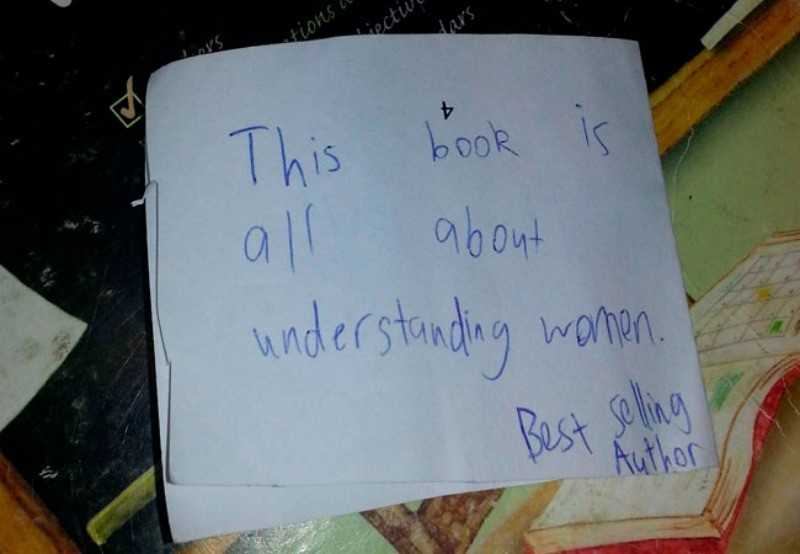 This book is
all about
understanding women.
Best selling
Author